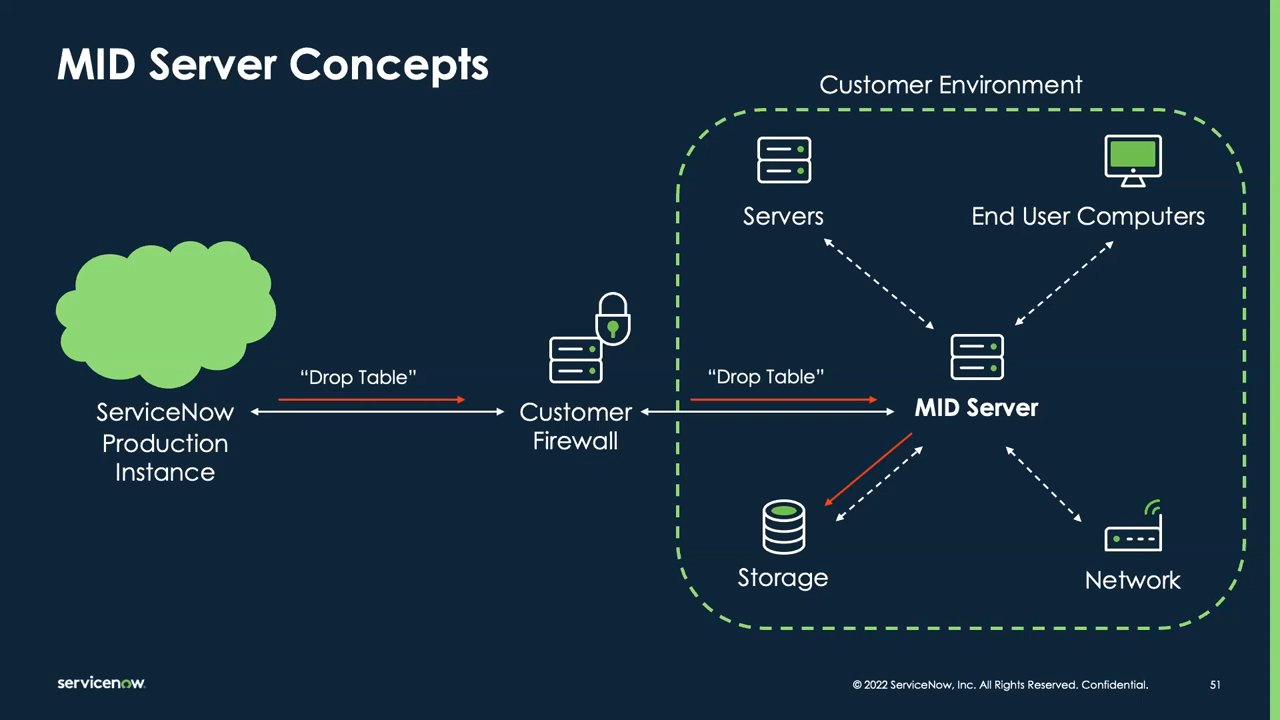 MID Server Concepts
Customer Environment
Servers
End User Computers
“Drop Table”
“Drop Table”
ServiceNow
Production
Instance
Customer
Firewall
MID Server
Storage
Network
servicenow.
© 2022 ServiceNow, Inc. All Rights Reserved. Confidential.
51